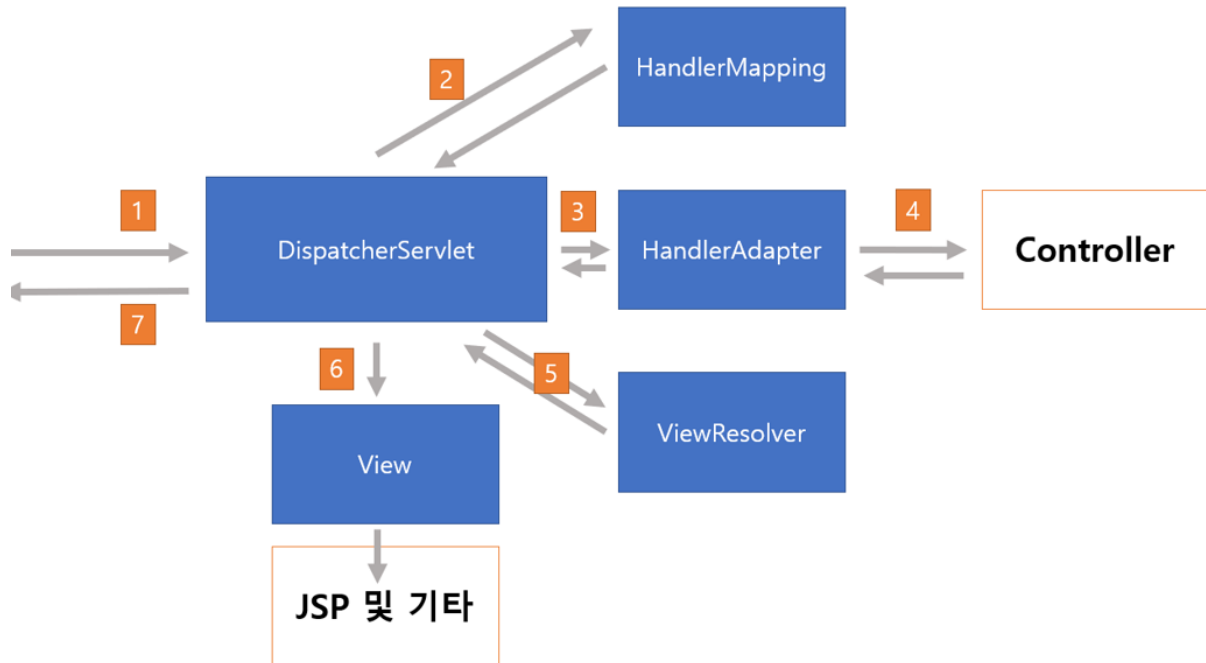 2
HandlerMapping
1
DispatcherServlet
3
HandlerAdapter
4
Controller
7
6
5
View
ViewResolver
JSP 및 기타